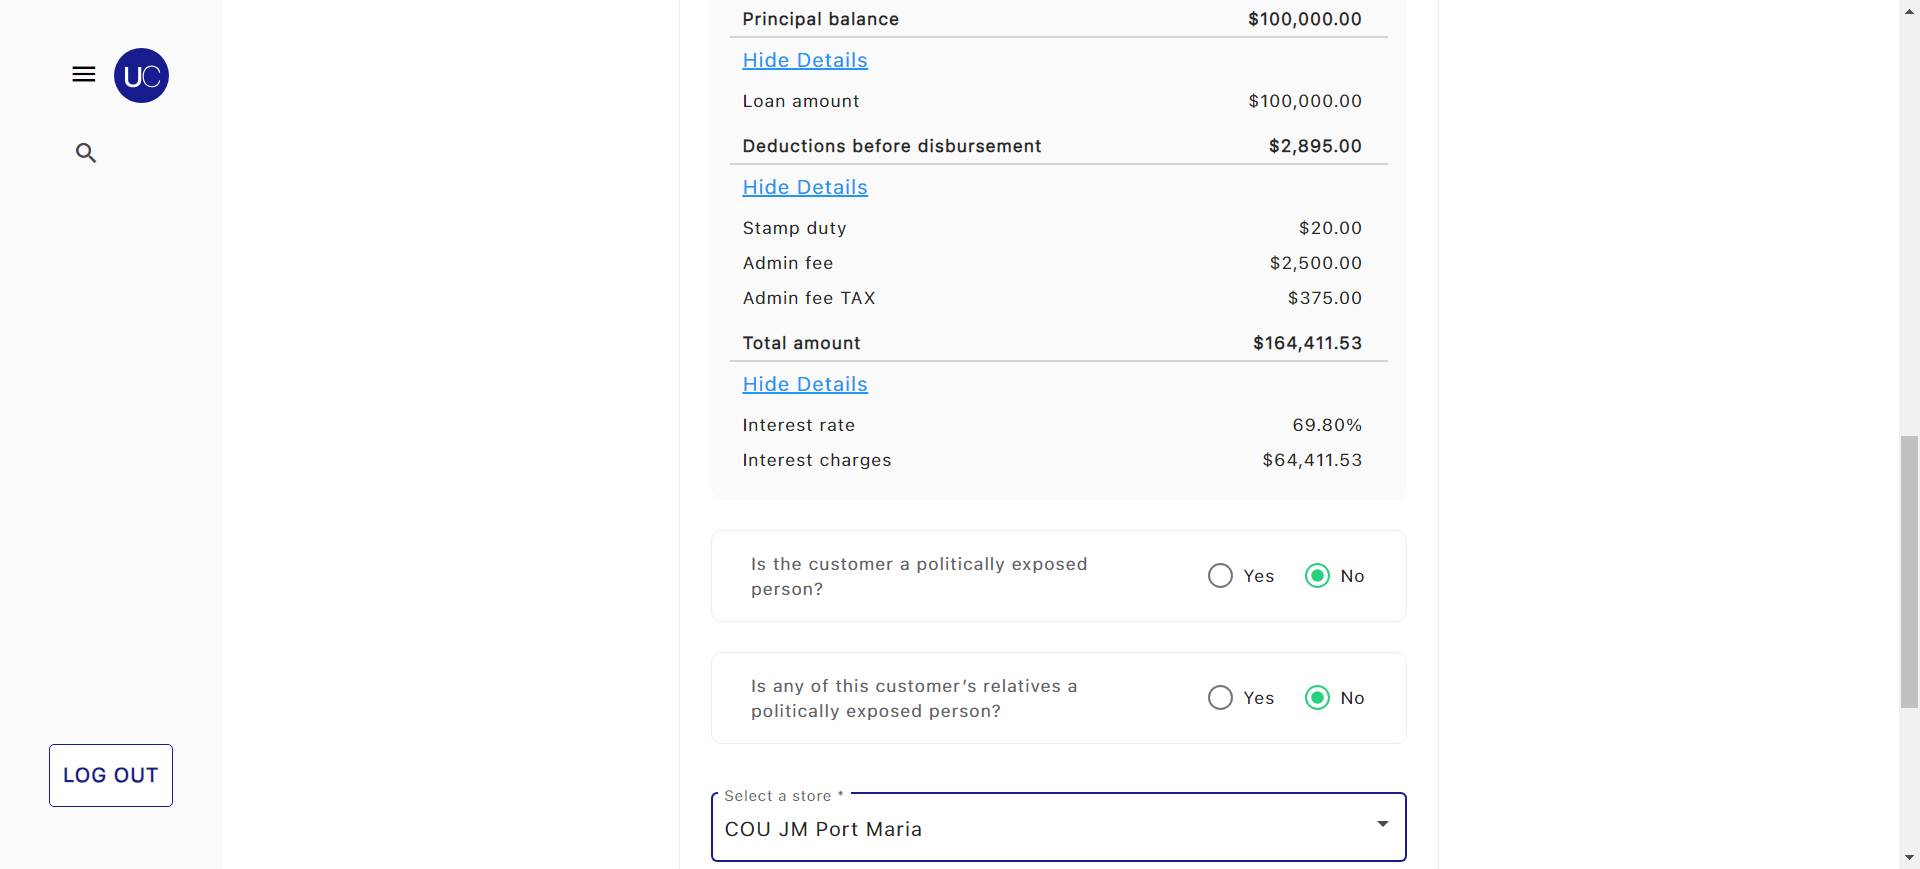 UC
LOG OUT
Principal balance $100,000.00
Hide Details
Loan amount $100,000.00
Deductions before disbursement $2,895.00
Hide Details
Stamp duty $20.00
Admin fee $2,500.00
Admin fee TAX $375.00
Total amount $164,411.53
Hide Details
Interest rate 69.80%
Interest charges $64,411.53
Is the customer a politically exposed
person?
Yes No
Is any of this customer’s relatives a
politically exposed person?
Yes No
Select a store *
COU JM Port Maria